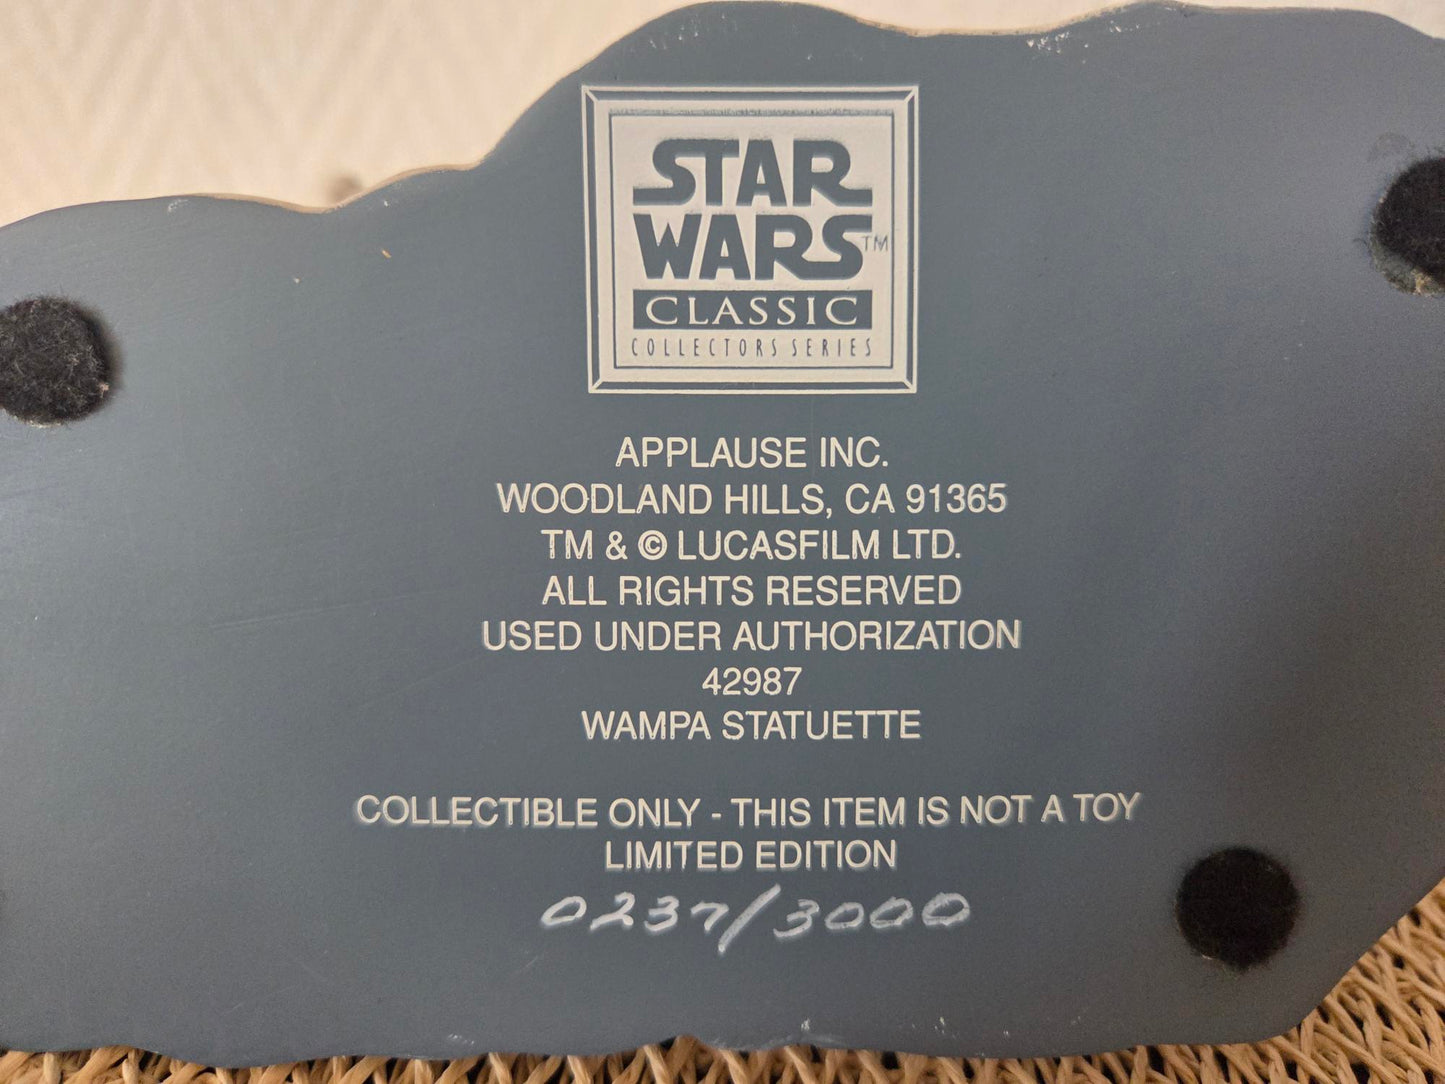 STAR
WARS™
CLASSIC
COLLECTORS SERIES
APPLAUSE INC.
WOODLAND HILLS, CA 91365
TM & © LUCASFILM LTD.
ALL RIGHTS RESERVED
USED UNDER AUTHORIZATION
42987
WAMPA STATUETTE
COLLECTIBLE ONLY - THIS ITEM IS NOT A TOY
LIMITED EDITION
0237/3000